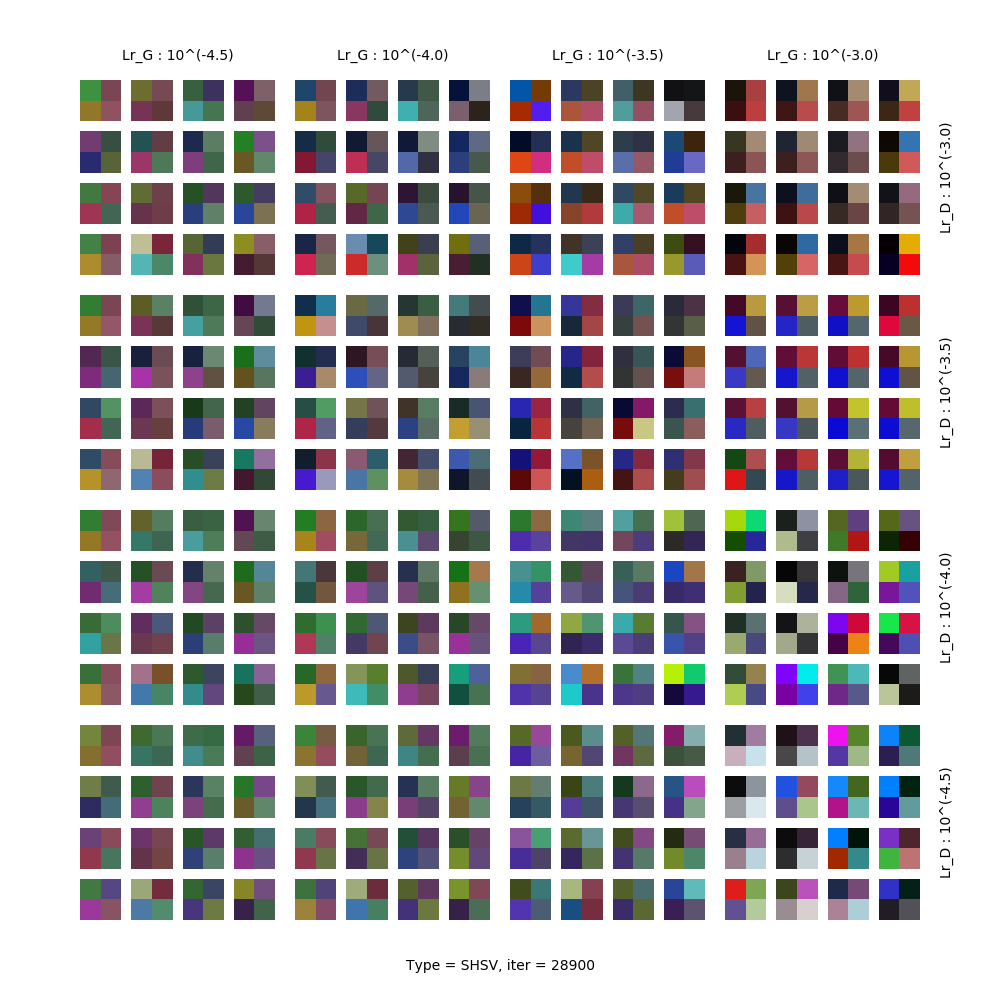 Lr_G : 10^(-4.5)
Lr_G : 10^(-4.0)
Lr_G : 10^(-3.5)
Lr_G : 10^(-3.0)
Lr_D : 10^(-3.0)
Lr_D : 10^(-3.5)
Lr_D : 10^(-4.0)
Lr_D : 10^(-4.5)
Type = SHSV, iter = 28900